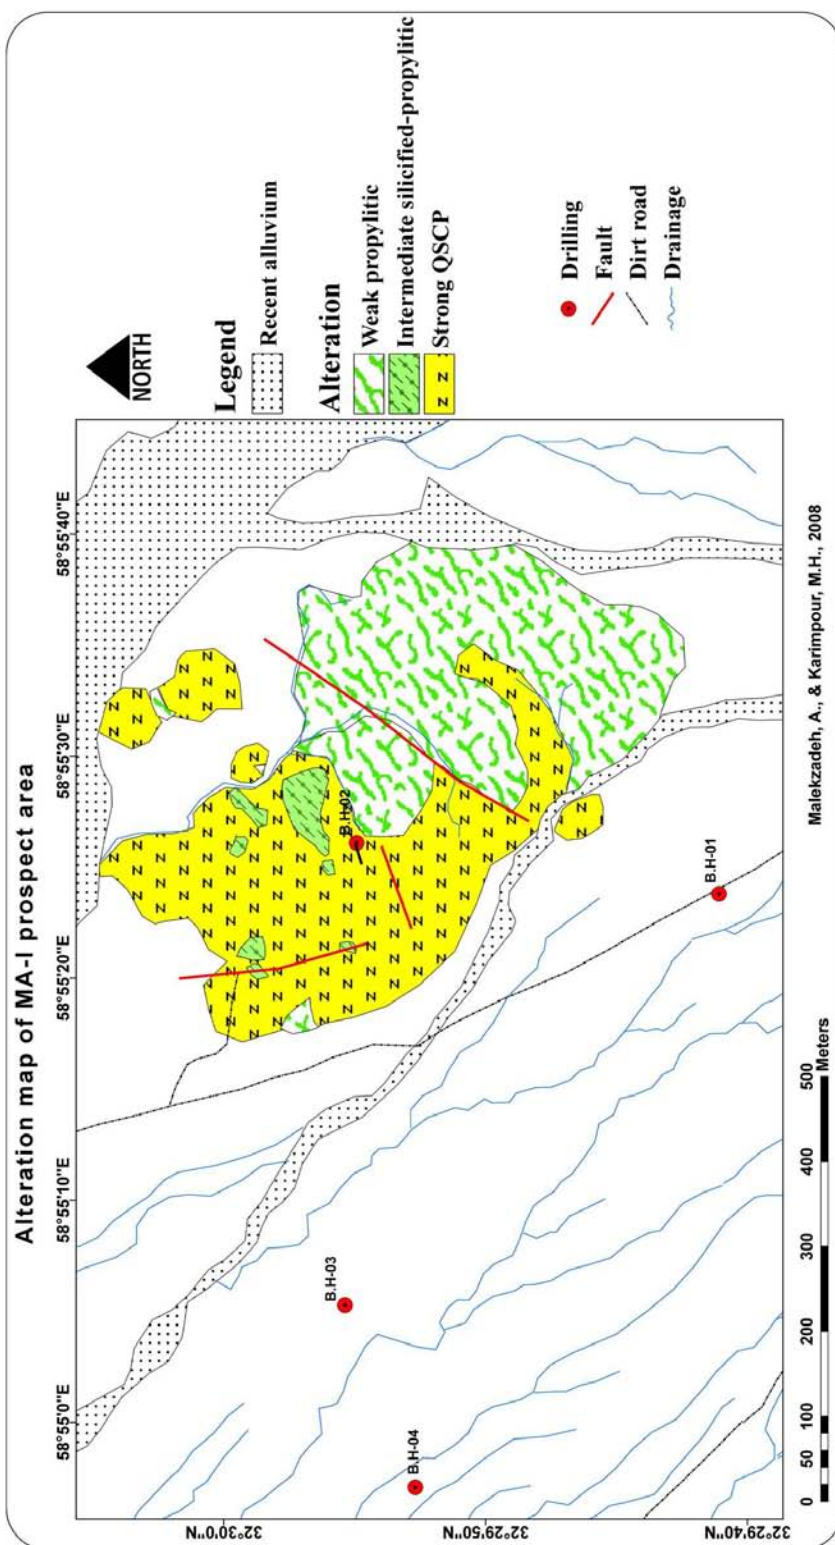 Alteration map of MA-I prospect area
58°55'0"E
58°55'10"E
58°55'20"E
58°55'30"E
58°55'40"E
32°30'0"N
32°29'50"N
32°29'40"N
B.H-04
B.H-03
B.H-02
B.H-01
NORTH
Legend
Recent alluvium
Alteration
Weak propylitic
Intermediate silicified-propylitic
Strong QSCP
Drilling
Fault
Dirt road
Drainage
0 50 100 200 300 400 500
Meters
Malekzadeh, A., & Karimpour, M.H., 2008